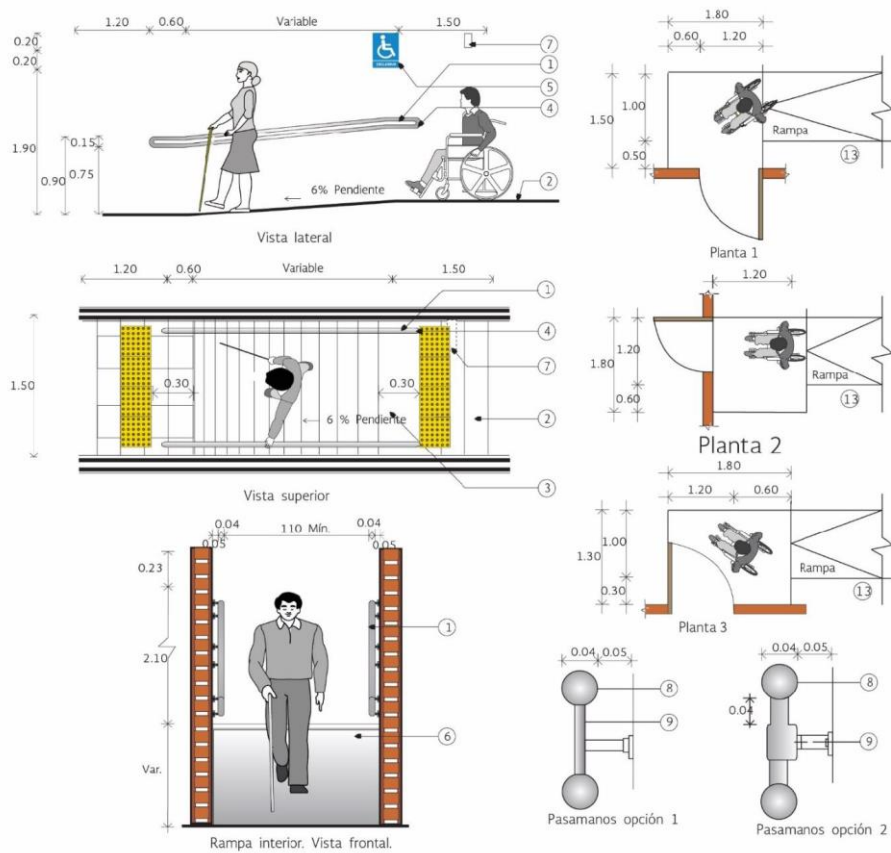 1.20 0.60 Variable 1.50
0.20
0.20
1.90
0.90
0.15
0.75
6% Pendiente
7
1
5
4
2
Vista lateral
1.20 0.60 Variable 1.50
1.50
0.30
0.30
6 % Pendiente
1
4
7
2
3
Vista superior
0.04 110 Mín. 0.04
0.05 0.05
0.23
2.10
Var.
1
6
Rampa interior. Vista frontal.
1.80
0.60 1.20
1.50
1.00
0.50
Rampa
13
Planta 1
1.20
1.80
1.20
0.60
Rampa
13
Planta 2
1.80
1.20 0.60
1.30
1.00
0.30
Rampa
13
Planta 3
0.04 0.05
8
9
Pasamanos opción 1
0.04 0.05
0.04
8
9
Pasamanos opción 2